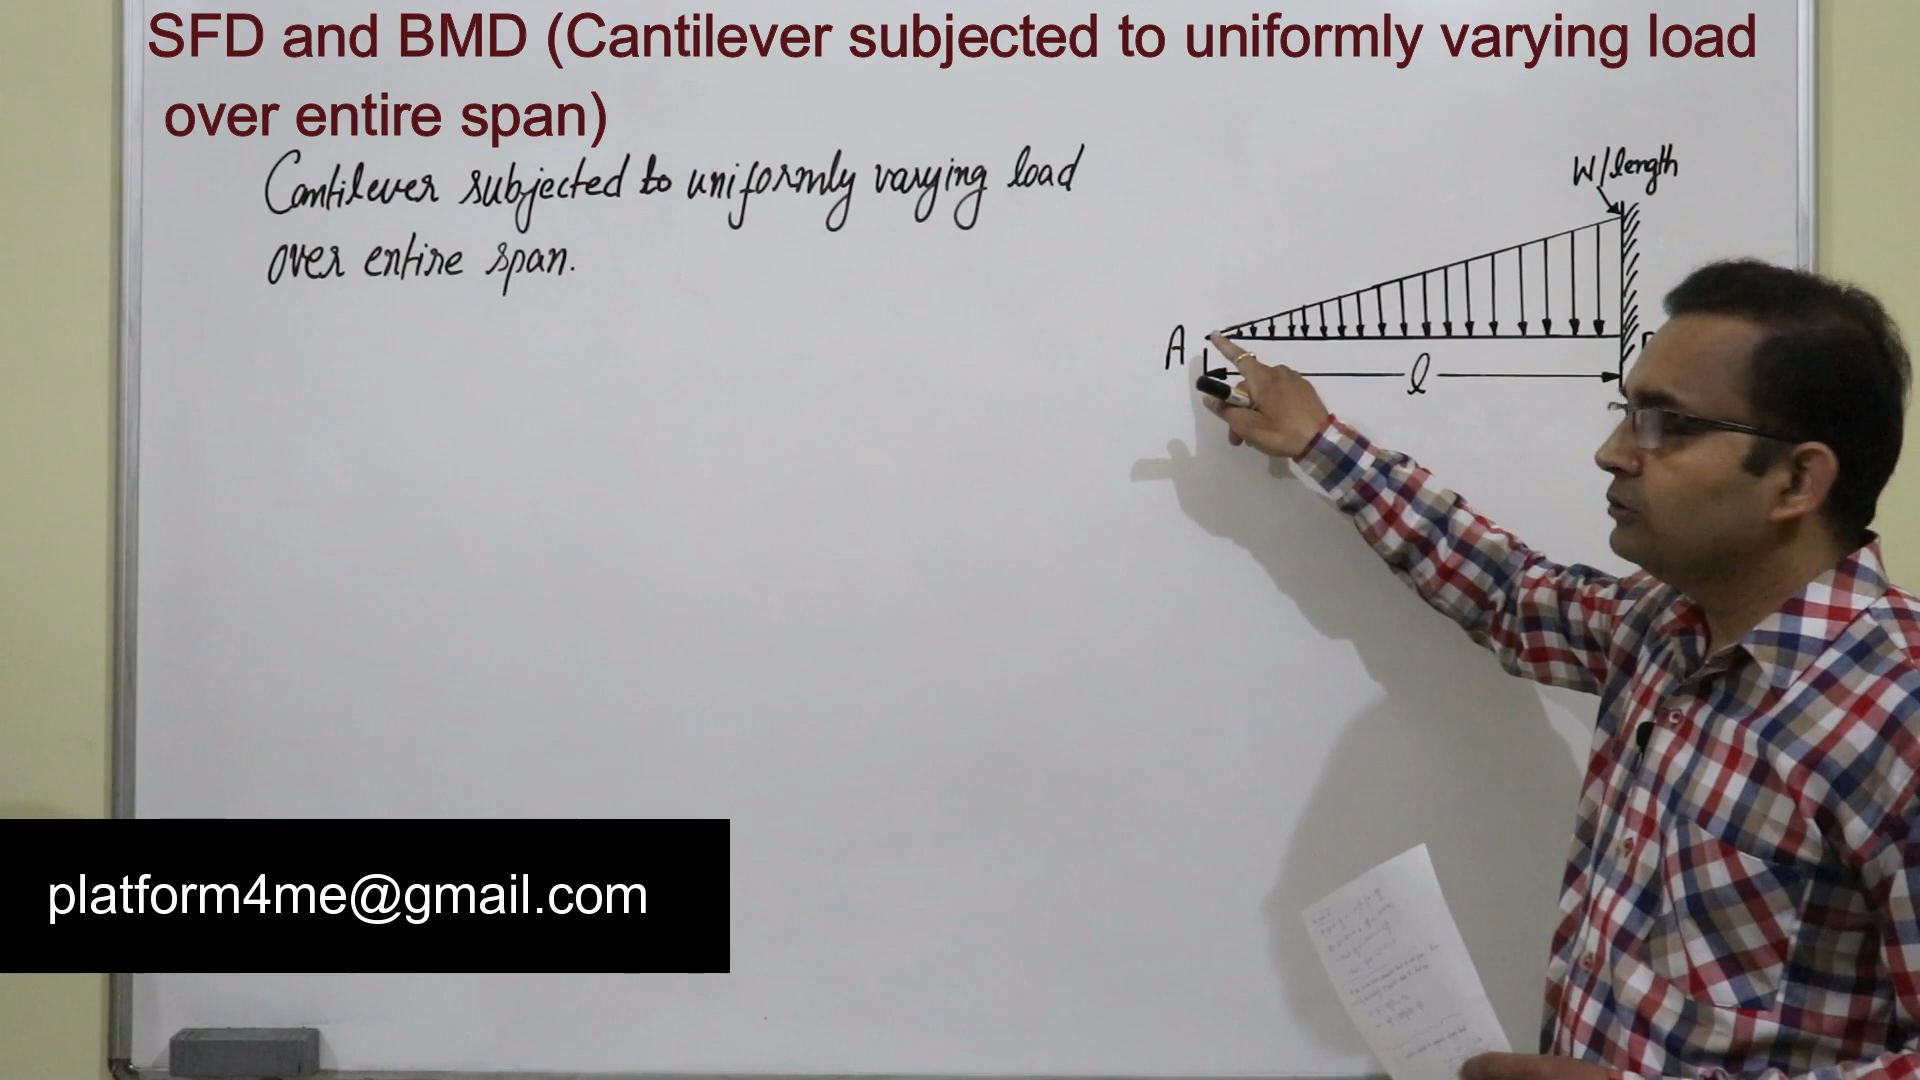 SFD and BMD (Cantilever subjected to uniformly varying load
over entire span)
Cantilever subjected to uniformly varying load
over entire span.
W/length
A
l
platform4me@gmail.com